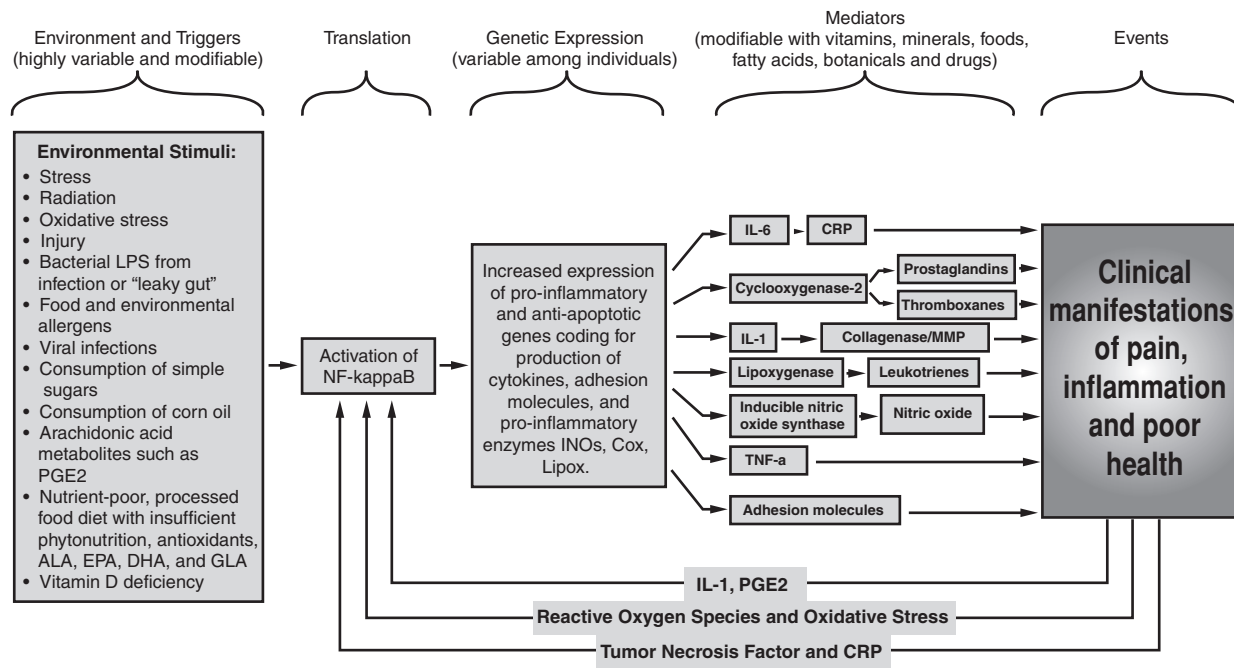 Environment and Triggers
(highly variable and modifiable)
Translation
Genetic Expression
(variable among individuals)
Mediators
(modifiable with vitamins, minerals, foods,
fatty acids, botanicals and drugs)
Events
Environmental Stimuli:
• Stress
• Radiation
• Oxidative stress
• Injury
• Bacterial LPS from
infection or “leaky gut”
• Food and environmental
allergens
• Viral infections
• Consumption of simple
sugars
• Consumption of corn oil
• Arachidonic acid
metabolites such as
PGE2
• Nutrient-poor, processed
food diet with insufficient
phytonutrition, antioxidants,
ALA, EPA, DHA, and GLA
• Vitamin D deficiency
Activation of
NF-kappaB
Increased expression
of pro-inflammatory
and anti-apoptotic
genes coding for
production of
cytokines, adhesion
molecules, and
pro-inflammatory
enzymes INOs, Cox,
Lipox.
IL-6
CRP
Cyclooxygenase-2
Prostaglandins
Thromboxanes
IL-1
Collagenase/MMP
Lipoxygenase
Leukotrienes
Inducible nitric
oxide synthase
Nitric oxide
TNF-a
Adhesion molecules
Clinical
manifestations
of pain,
inflammation
and poor
health
IL-1, PGE2
Reactive Oxygen Species and Oxidative Stress
Tumor Necrosis Factor and CRP